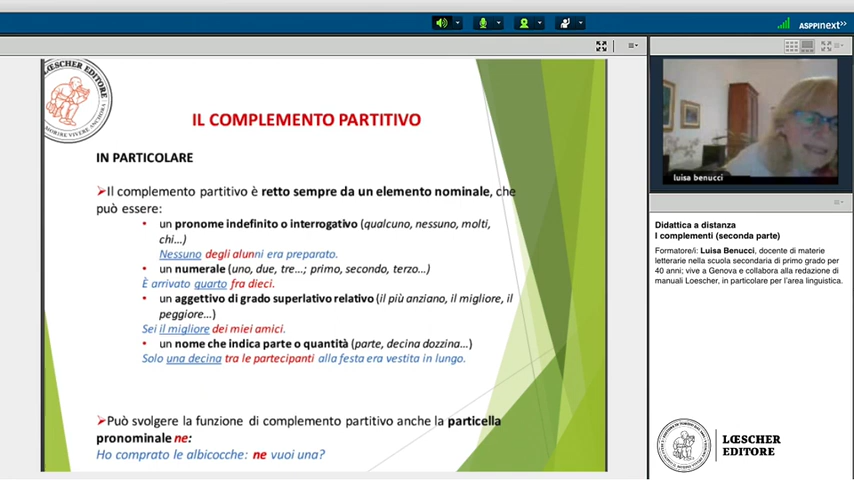 ASPPInext>>
LŒSCHER EDITORE
IL COMPLEMENTO PARTITIVO
IN PARTICOLARE
➢Il complemento partitivo è retto sempre da un elemento nominale, che
può essere:
• un pronome indefinito o interrogativo (qualcuno, nessuno, molti,
chi…)
Nessuno degli alunni era preparato.
• un numerale (uno, due, tre…; primo, secondo, terzo…)
È arrivato quarto fra dieci.
• un aggettivo di grado superlativo relativo (il più anziano, il migliore, il
peggiore…)
Sei il migliore dei miei amici.
• un nome che indica parte o quantità (parte, decina dozzina…)
Solo una decina tra le partecipanti alla festa era vestita in lungo.
➢Può svolgere la funzione di complemento partitivo anche la particella
pronominale ne:
Ho comprato le albicocche: ne vuoi una?
luisa benucci
Didattica a distanza
I complementi (seconda parte)
Formatore/i: Luisa Benucci, docente di materie
letterarie nella scuola secondaria di primo grado per
40 anni; vive a Genova e collabora alla redazione di
manuali Loescher, in particolare per l'area linguistica.
LŒSCHER
EDITORE